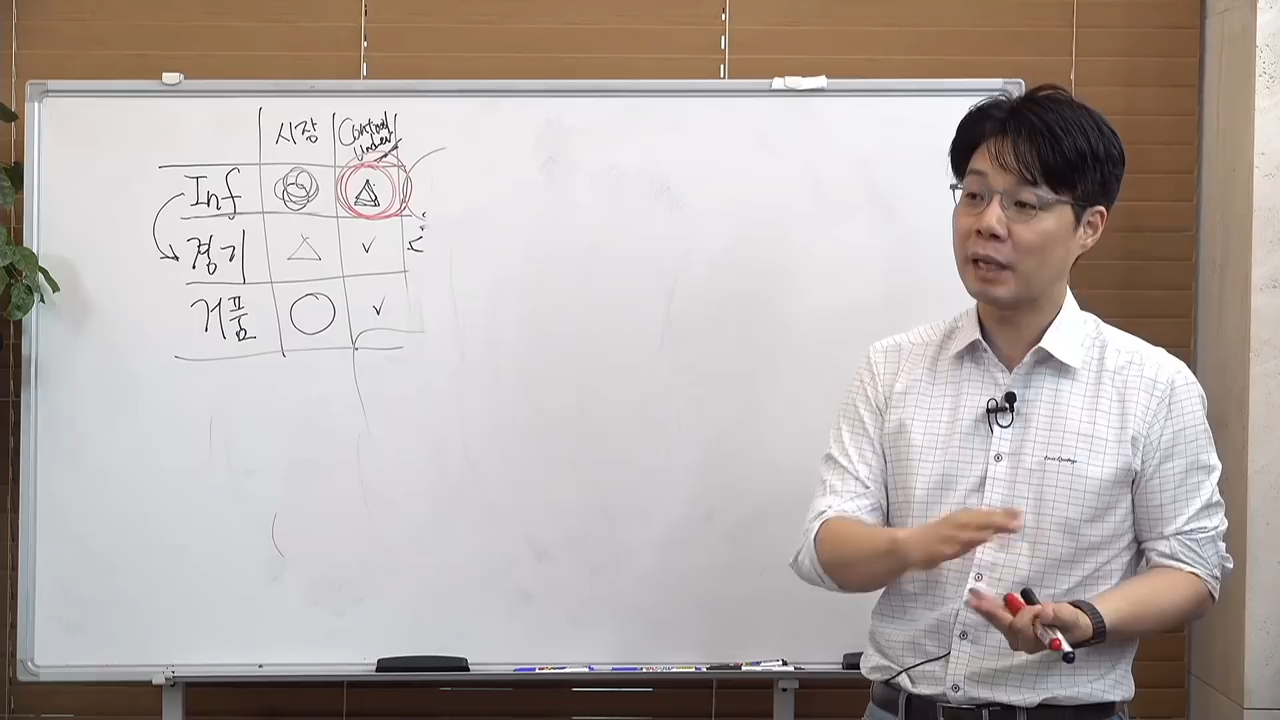 시장 Control
Under
Inf
경기
거품